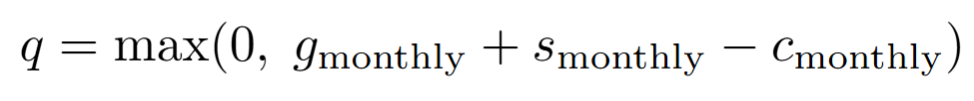 q = max(0, g_monthly + s_monthly − c_monthly)